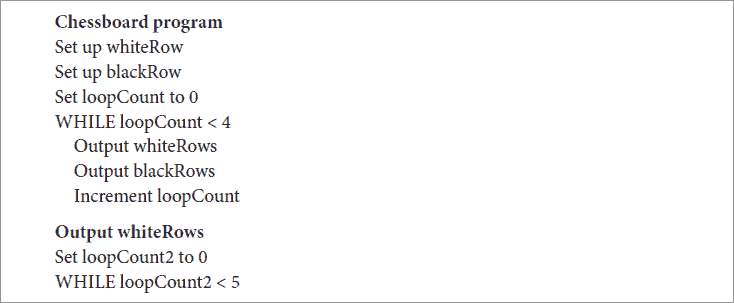 Chessboard program
Set up whiteRow
Set up blackRow
Set loopCount to 0
WHILE loopCount < 4
Output whiteRows
Output blackRows
Increment loopCount
Output whiteRows
Set loopCount2 to 0
WHILE loopCount2 < 5